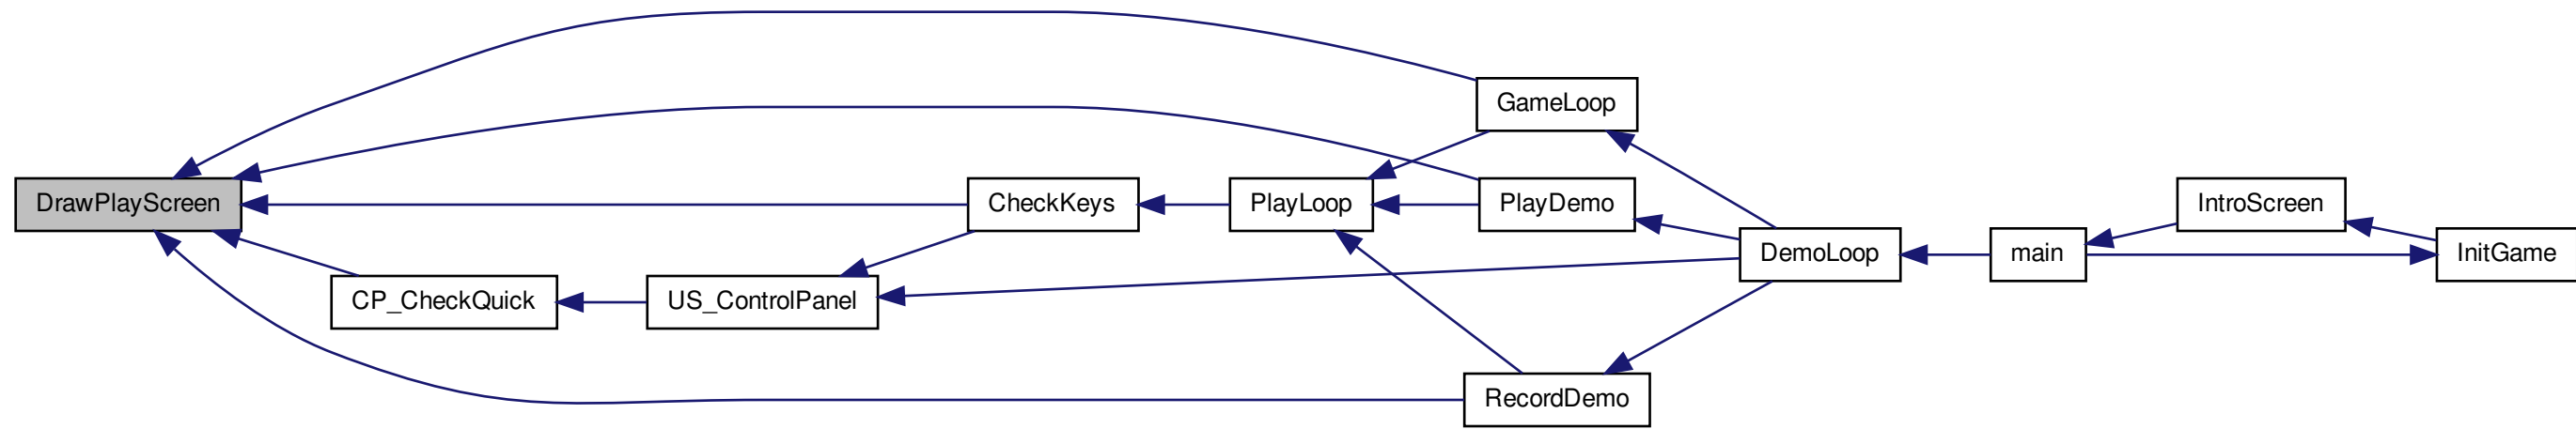 GameLoop
DrawPlayScreen
CheckKeys
PlayLoop
PlayDemo
IntroScreen
DemoLoop
main
InitGame
CP_CheckQuick
US_ControlPanel
RecordDemo